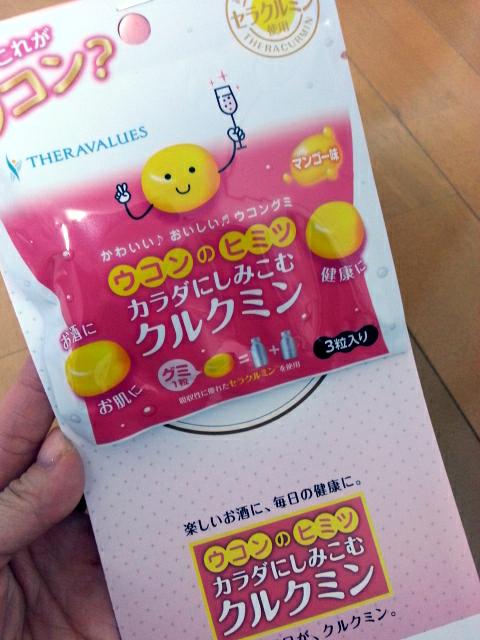 これが
ウコン?
セラクルミン
使用
THERACURMIN
THERAVALUES
マンゴー味
かわいい♪ おいしい♬ ウコングミ
ウコンのヒミツ
カラダにしみこむ
クルクミン
お酒に
お肌に
健康に
グミ
1粒
=
+
3粒入り
吸収性に優れたセラクルミンを使用
楽しいお酒に、毎日の健康に。
ウコンのヒミツ
カラダにしみこむ
クルクミン
が、クルクミン。